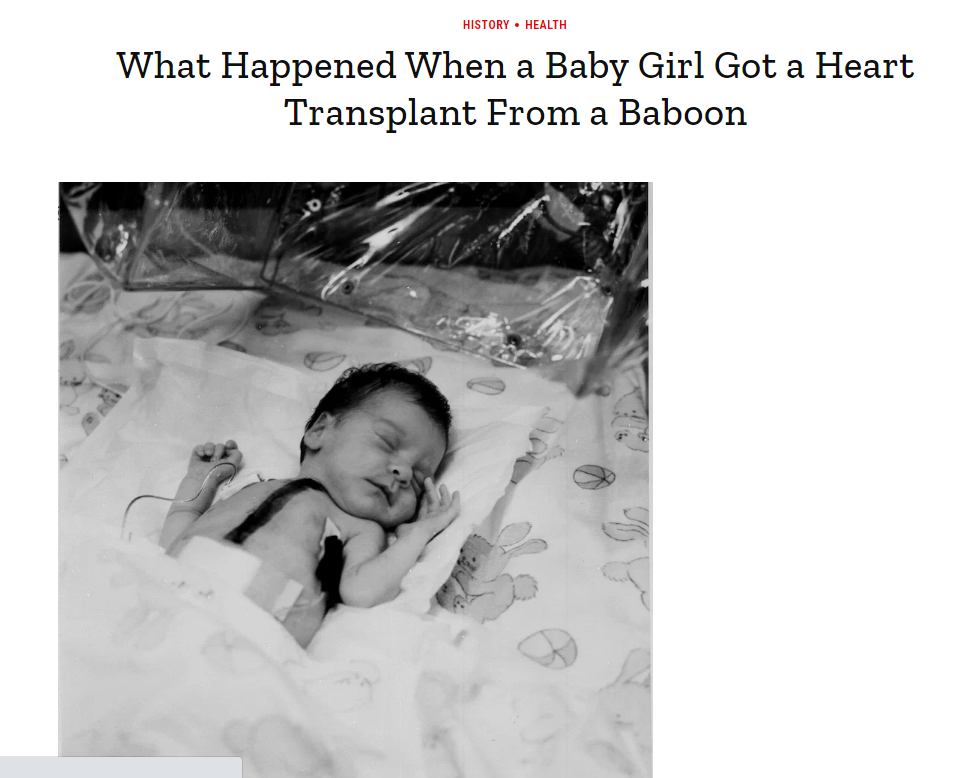 HISTORY • HEALTH
What Happened When a Baby Girl Got a Heart
Transplant From a Baboon